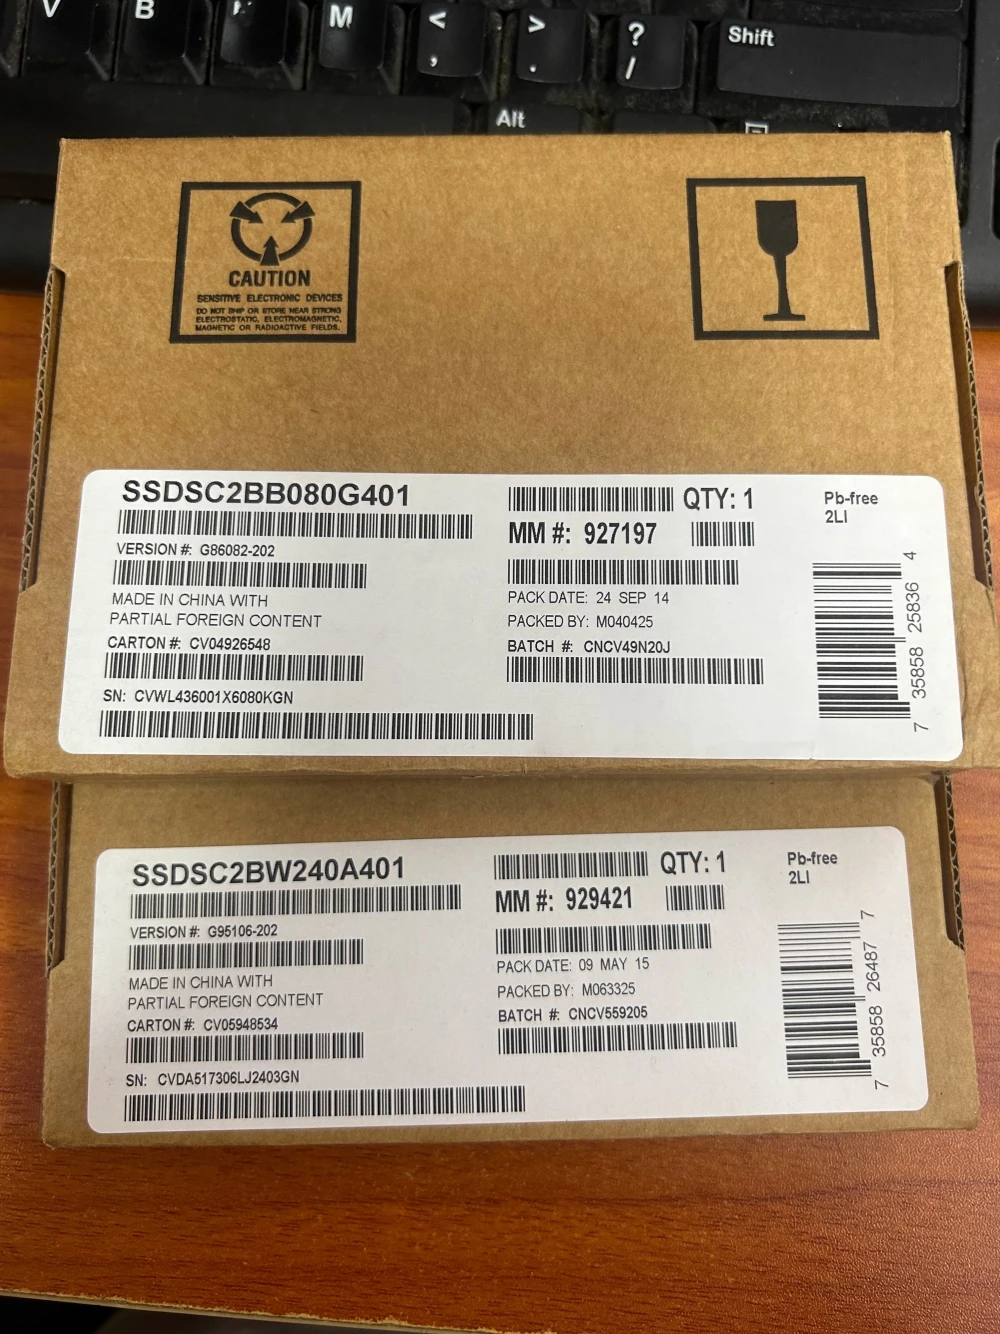 V B M < , > . ? / Shift
Alt
CAUTION
SENSITIVE ELECTRONIC DEVICES
DO NOT SHIP OR STORE NEAR STRONG
ELECTROSTATIC, ELECTROMAGNETIC,
MAGNETIC OR RADIOACTIVE FIELDS.
SSDSC2BB080G401
VERSION #: G86082-202
MADE IN CHINA WITH
PARTIAL FOREIGN CONTENT
CARTON #: CV04926548
SN: CVWL436001X6080KGN
QTY: 1
MM #: 927197
PACK DATE: 24 SEP 14
PACKED BY: M040425
BATCH #: CNCV49N20J
Pb-free
2LI
7 35858 25836 4
SSDSC2BW240A401
VERSION #: G95106-202
MADE IN CHINA WITH
PARTIAL FOREIGN CONTENT
CARTON #: CV05948534
SN: CVDA517306LJ2403GN
QTY: 1
MM #: 929421
PACK DATE: 09 MAY 15
PACKED BY: M063325
BATCH #: CNCV559205
Pb-free
2LI
7 35858 26487 7